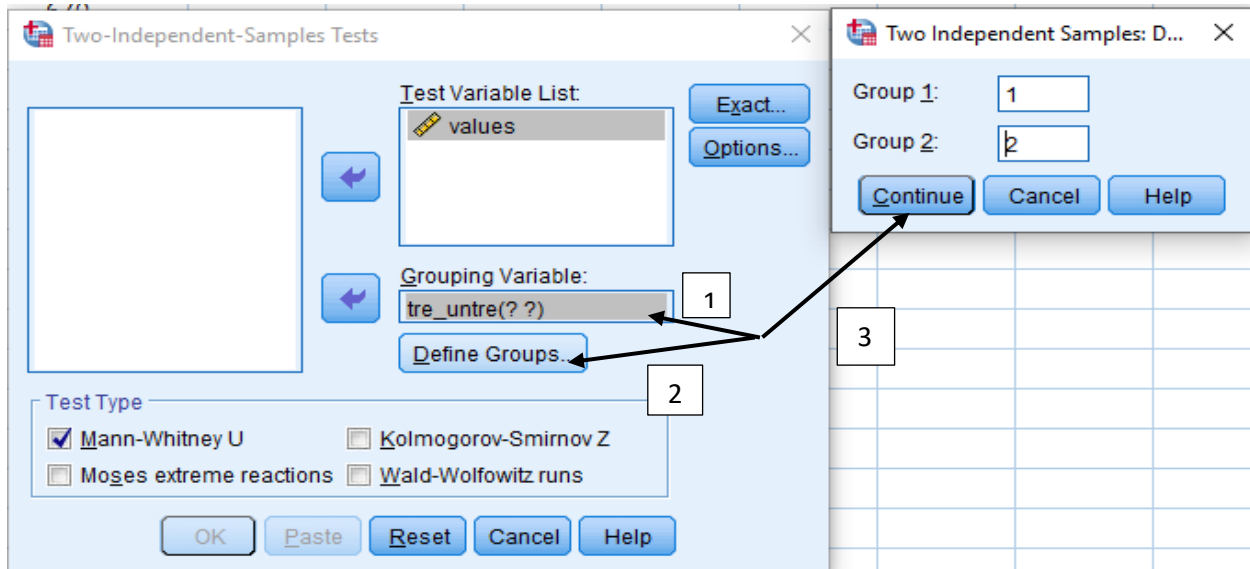 Two-Independent-Samples Tests
Test Variable List:
values
Exact...
Options...
Grouping Variable:
tre_untre(? ?)
1
Define Groups...
2
Test Type
Mann-Whitney U
Kolmogorov-Smirnov Z
Moses extreme reactions
Wald-Wolfowitz runs
OK
Paste
Reset
Cancel
Help
Two Independent Samples: D...
Group 1:
1
Group 2:
2
Continue
Cancel
Help
3